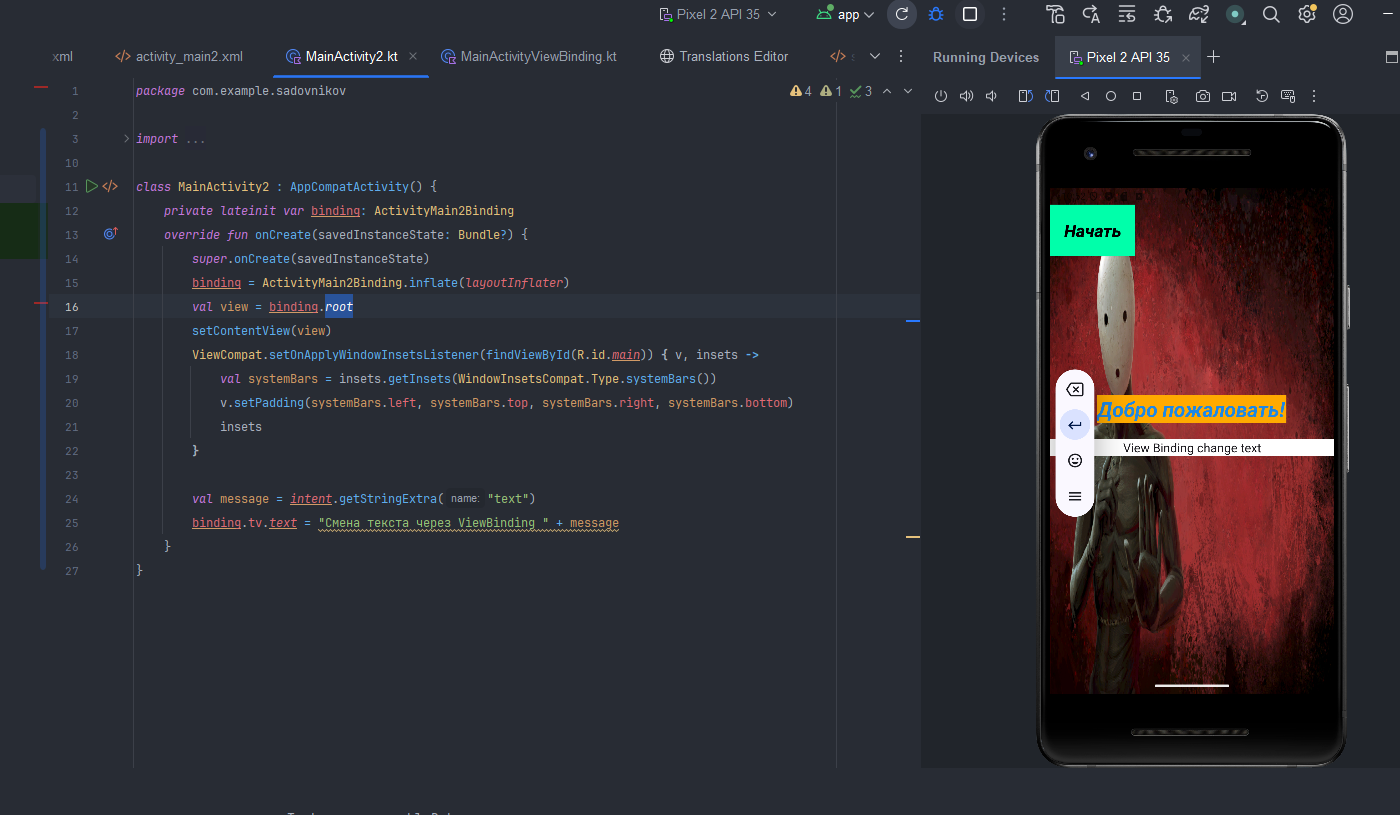 Pixel 2 API 35
app
xml
activity_main2.xml
MainActivity2.kt
MainActivityViewBinding.kt
Translations Editor
Running Devices
Pixel 2 API 35
4 1 3
1 package com.example.sadovnikov
2
3 import ...
10
11 class MainActivity2 : AppCompatActivity() {
12 private lateinit var binding: ActivityMain2Binding
13 override fun onCreate(savedInstanceState: Bundle?) {
14 super.onCreate(savedInstanceState)
15 binding = ActivityMain2Binding.inflate(layoutInflater)
16 val view = binding.root
17 setContentView(view)
18 ViewCompat.setOnApplyWindowInsetsListener(findViewById(R.id.main)) { v, insets ->
19 val systemBars = insets.getInsets(WindowInsetsCompat.Type.systemBars())
20 v.setPadding(systemBars.left, systemBars.top, systemBars.right, systemBars.bottom)
21 insets
22 }
23
24 val message = intent.getStringExtra( name: "text")
25 binding.tv.text = "Смена текста через ViewBinding " + message
26 }
27 }
Начать
Добро пожаловать!
View Binding change text